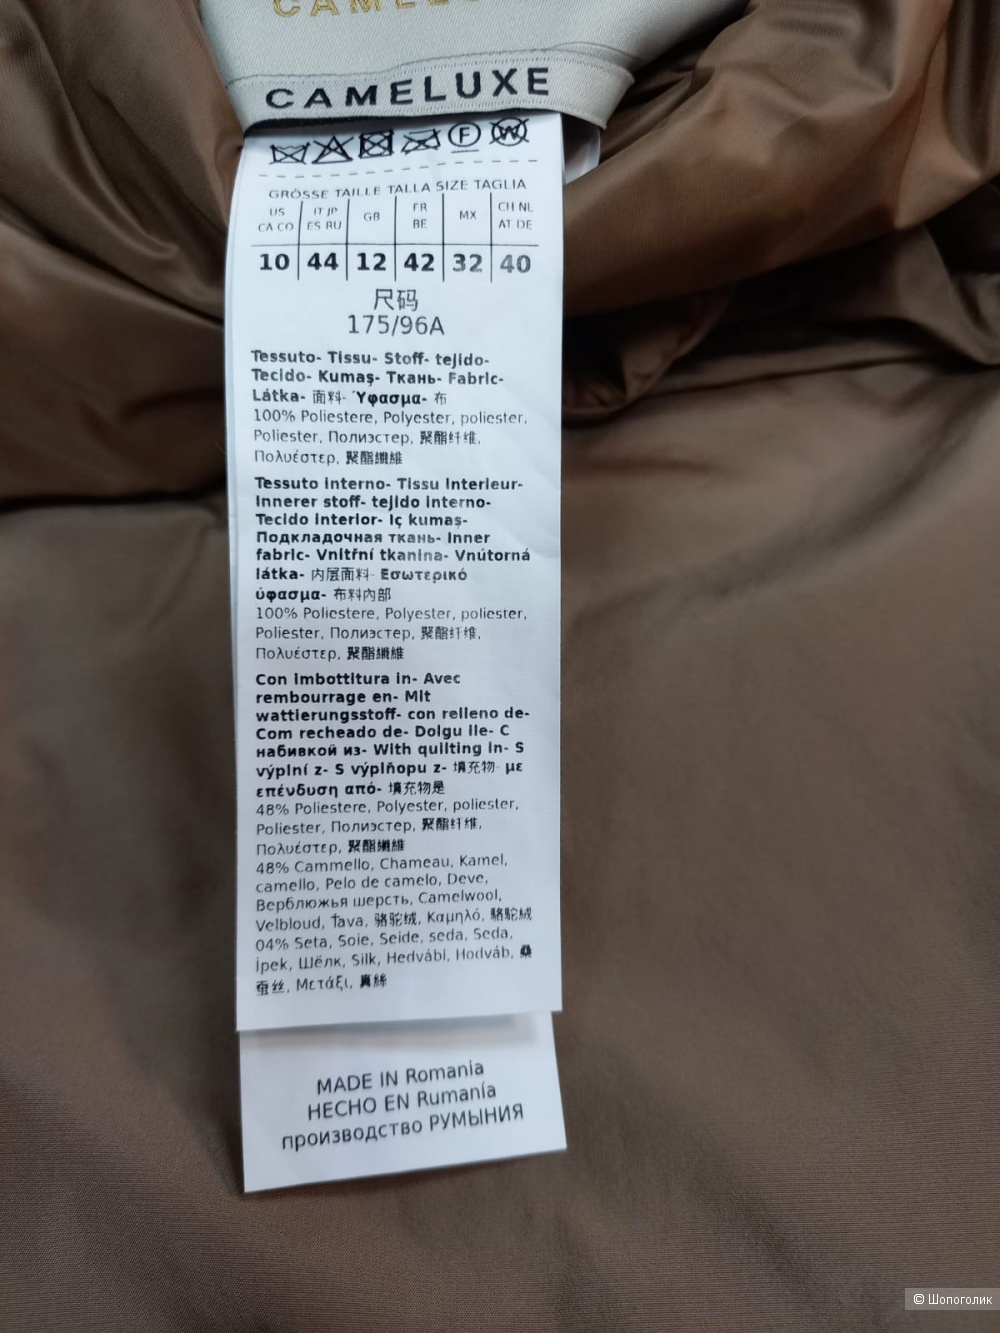 CAMELUXE
F
W
GRÖSSE TAILLE TALLA SIZE TAGLIA
US CA CO | IT JP ES RU | GB | FR BE | MX | CH NL AT DE
10 | 44 | 12 | 42 | 32 | 40
尺码
175/96A
Tessuto- Tissu- Stoff- tejido-
Tecido- Kumaş- Ткань- Fabric-
Látka- 面料- Ύφασμα- 布
100% Poliestere, Polyester, poliester,
Poliester, Полиэстер, 聚酯纤维,
Πολυέστερ, 聚酯纖維
Tessuto interno- Tissu Interieur-
Innerer stoff- tejido interno-
Tecido interior- Iç kumaş-
Подкладочная ткань- Inner
fabric- Vnitřní tkanina- Vnútorná
látka- 内层面料- Εσωτερικό
ύφασμα- 布料內部
100% Poliestere, Polyester, poliester,
Poliester, Полиэстер, 聚酯纤维,
Πολυέστερ, 聚酯纖維
Con imbottitura in- Avec
rembourrage en- Mit
wattierungsstoff- con relleno de-
Com recheado de- Dolgu ile- С
набивкой из- With quilting in- S
výplní z- S výplňopu z- 填充物- με
επένδυση από- 填充物是
48% Poliestere, Polyester, poliester,
Poliester, Полиэстер, 聚酯纤维,
Πολυέστερ, 聚酯纖維
48% Cammello, Chameau, Kamel,
camello, Pelo de camelo, Deve,
Верблюжья шерсть, Camelwool,
Velbloud, Ťava, 骆驼绒, Καμηλό, 駱駝絨
04% Seta, Soie, Seide, seda, Seda,
İpek, Шёлк, Silk, Hedvábí, Hodváb, 桑
蚕丝, Μετάξι, 真絲
MADE IN Romania
HECHO EN Rumanía
производство РУМЫНИЯ
© Шопоголик